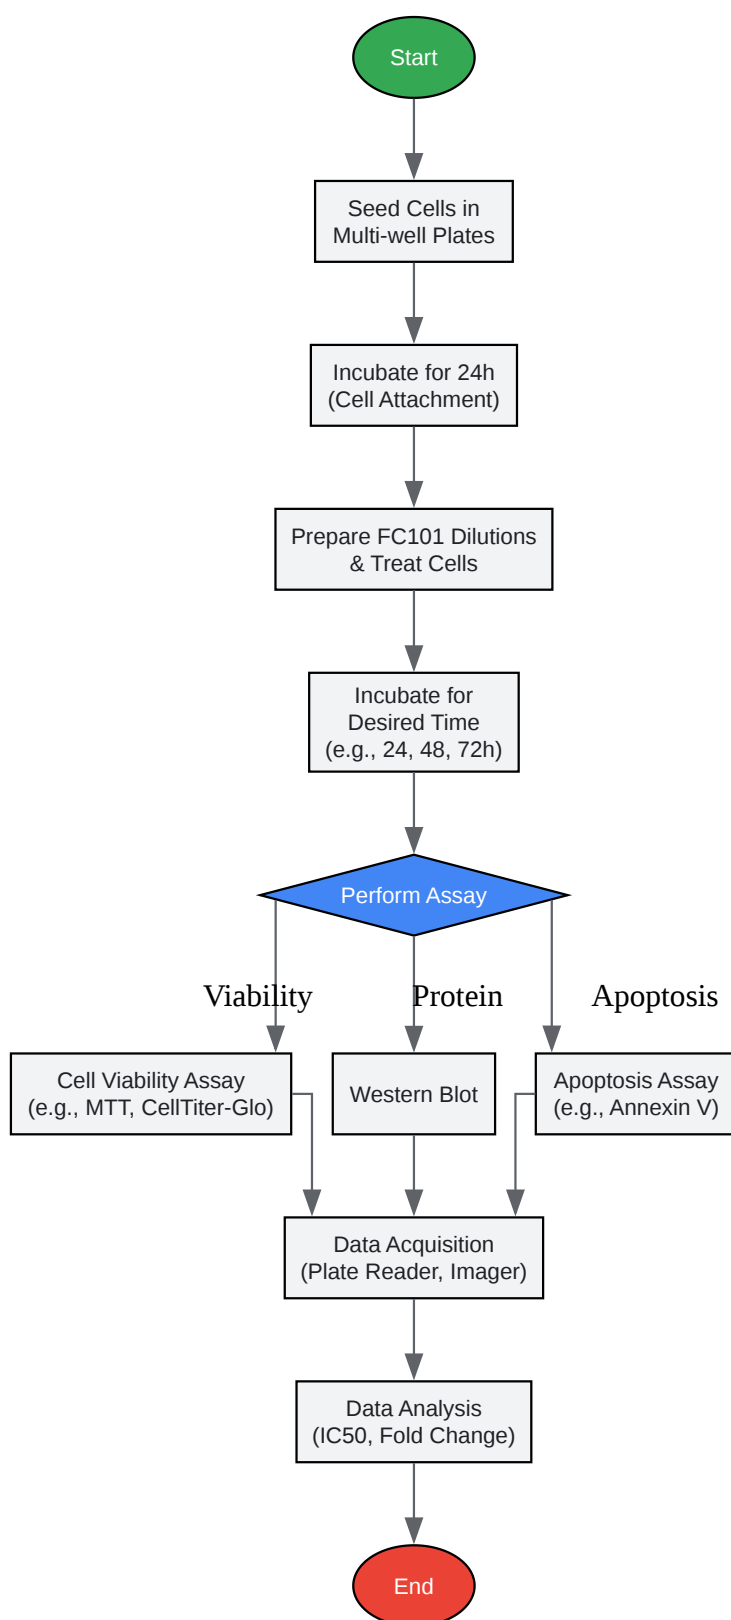 Start
Seed Cells in
Multi-well Plates
Incubate for 24h
(Cell Attachment)
Prepare FC101 Dilutions
& Treat Cells
Incubate for
Desired Time
(e.g., 24, 48, 72h)
Perform Assay
Viability
Protein
Apoptosis
Cell Viability Assay
(e.g., MTT, CellTiter-Glo)
Western Blot
Apoptosis Assay
(e.g., Annexin V)
Data Acquisition
(Plate Reader, Imager)
Data Analysis
(IC50, Fold Change)
End